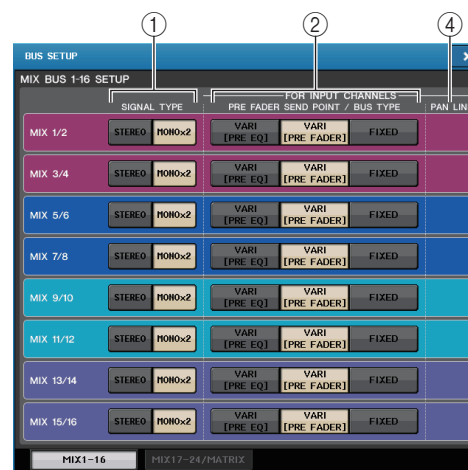 1 2 4
BUS SETUP
MIX BUS 1-16 SETUP
FOR INPUT CHANNELS
SIGNAL TYPE PRE FADER SEND POINT / BUS TYPE PAN LIN
MIX 1/2 STEREO MONO×2 VARI [PRE EQ] VARI [PRE FADER] FIXED
MIX 3/4 STEREO MONO×2 VARI [PRE EQ] VARI [PRE FADER] FIXED
MIX 5/6 STEREO MONO×2 VARI [PRE EQ] VARI [PRE FADER] FIXED
MIX 7/8 STEREO MONO×2 VARI [PRE EQ] VARI [PRE FADER] FIXED
MIX 9/10 STEREO MONO×2 VARI [PRE EQ] VARI [PRE FADER] FIXED
MIX 11/12 STEREO MONO×2 VARI [PRE EQ] VARI [PRE FADER] FIXED
MIX 13/14 STEREO MONO×2 VARI [PRE EQ] VARI [PRE FADER] FIXED
MIX 15/16 STEREO MONO×2 VARI [PRE EQ] VARI [PRE FADER] FIXED
MIX1-16 MIX17-24/MATRIX